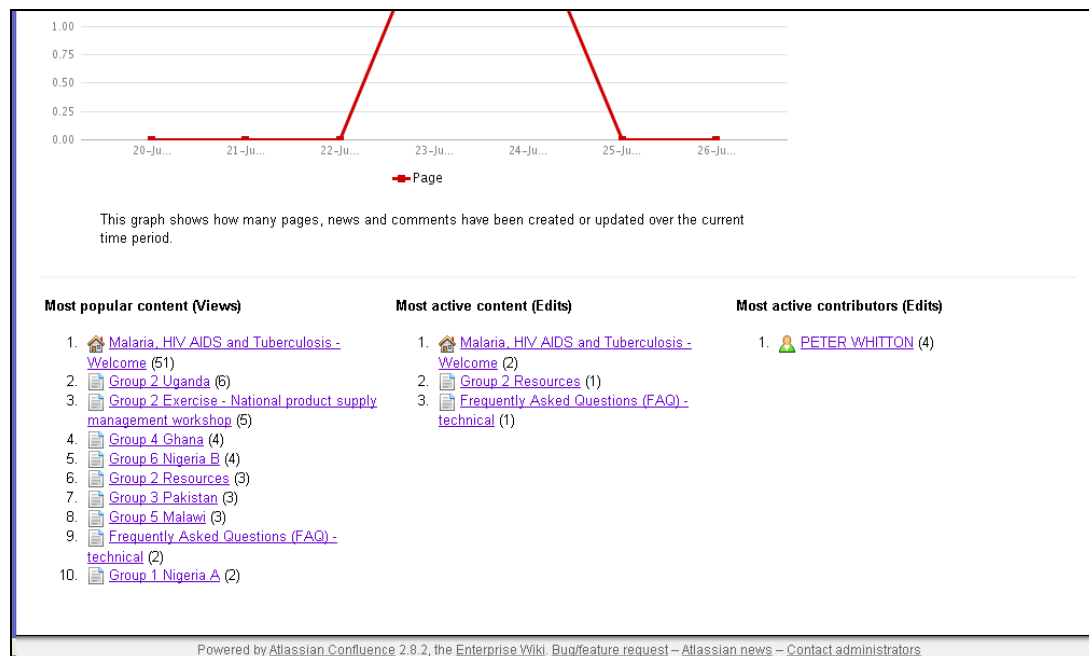 1.00
0.75
0.50
0.25
0.00
20-Ju... 21-Ju... 22-Ju... 23-Ju... 24-Ju... 25-Ju... 26-Ju...
Page
This graph shows how many pages, news and comments have been created or updated over the current
time period.
Most popular content (Views)
1. Malaria, HIV AIDS and Tuberculosis -
Welcome (51)
2. Group 2 Uganda (6)
3. Group 2 Exercise - National product supply
management workshop (5)
4. Group 4 Ghana (4)
5. Group 6 Nigeria B (4)
6. Group 2 Resources (3)
7. Group 3 Pakistan (3)
8. Group 5 Malawi (3)
9. Frequently Asked Questions (FAQ) -
technical (2)
10. Group 1 Nigeria A (2)
Most active content (Edits)
1. Malaria, HIV AIDS and Tuberculosis -
Welcome (2)
2. Group 2 Resources (1)
3. Frequently Asked Questions (FAQ) -
technical (1)
Most active contributors (Edits)
1. PETER WHITTON (4)
Powered by Atlassian Confluence 2.8.2, the Enterprise Wiki. Bug/feature request – Atlassian news – Contact administrators